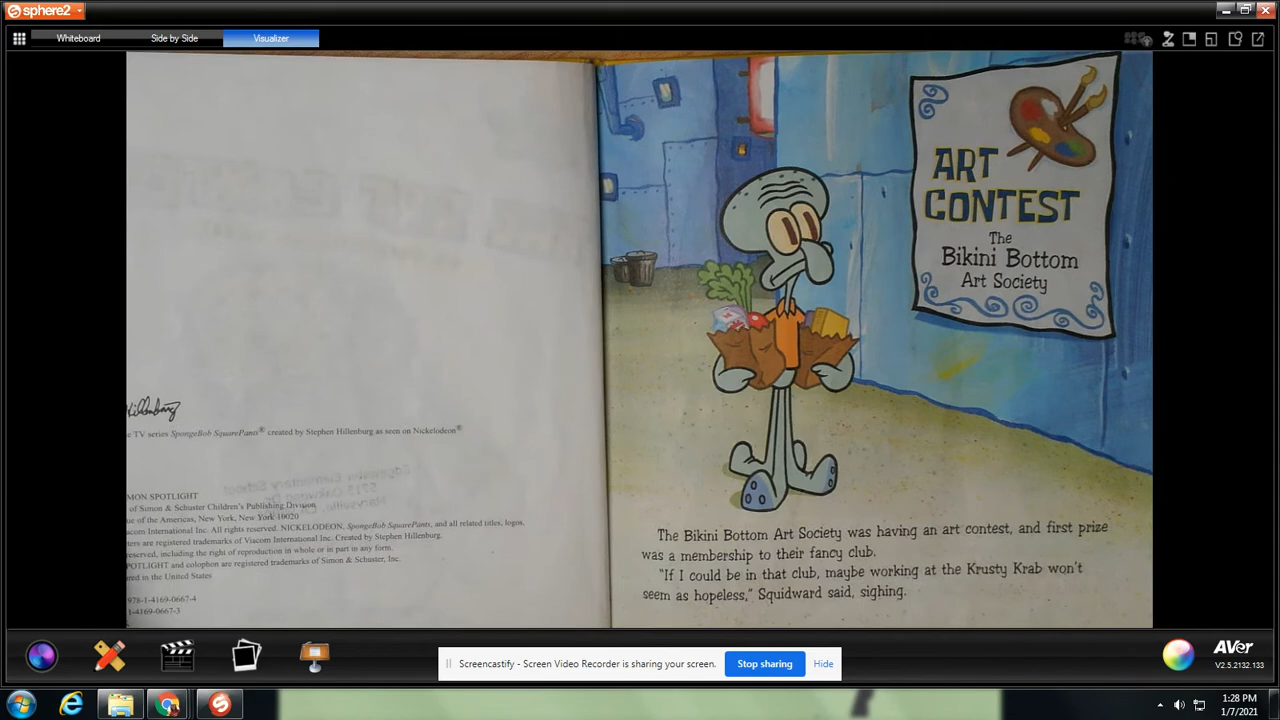 sphere2
Whiteboard
Side by Side
Visualizer
Hillenburg
e TV series SpongeBob SquarePants® created by Stephen Hillenburg as seen on Nickelodeon®
MON SPOTLIGHT
of Simon & Schuster Children's Publishing Division
ue of the Americas, New York, New York 10020
iacom International Inc. All rights reserved. NICKELODEON, SpongeBob SquarePants, and all related titles, logos,
ters are registered trademarks of Viacom International Inc. Created by Stephen Hillenburg.
reserved, including the right of reproduction in whole or in part in any form.
POTLIGHT and colophon are registered trademarks of Simon & Schuster, Inc.
red in the United States
978-1-4169-0667-4
1-4169-0667-3
ART
CONTEST
The
Bikini Bottom
Art Society
The Bikini Bottom Art Society was having an art contest, and first prize
was a membership to their fancy club.
"If I could be in that club, maybe working at the Krusty Krab won't
seem as hopeless," Squidward said, sighing.
Screencastify - Screen Video Recorder is sharing your screen.
Stop sharing
Hide
AVer
V2.5.2132.133
1:28 PM
1/7/2021